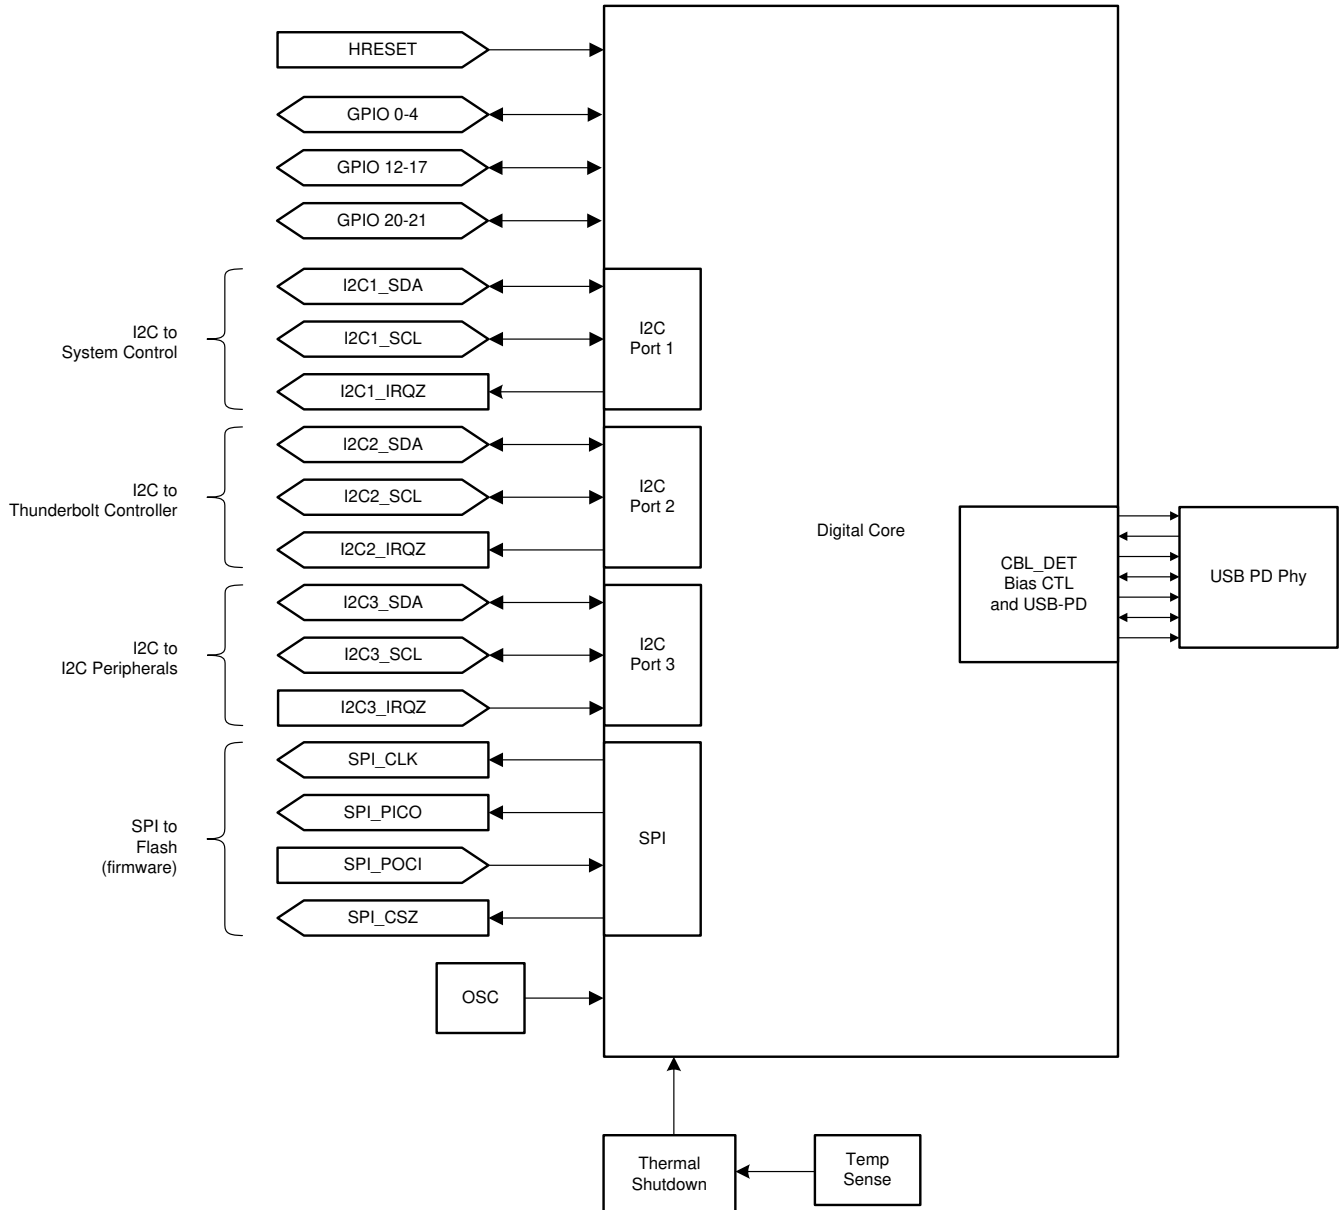 HRESET
GPIO 0-4
GPIO 12-17
GPIO 20-21
I2C to
System Control
I2C1_SDA
I2C1_SCL
I2C1_IRQZ
I2C
Port 1
I2C to
Thunderbolt Controller
I2C2_SDA
I2C2_SCL
I2C2_IRQZ
I2C
Port 2
Digital Core
CBL_DET
Bias CTL
and USB-PD
USB PD Phy
I2C to
I2C Peripherals
I2C3_SDA
I2C3_SCL
I2C3_IRQZ
I2C
Port 3
SPI to
Flash
(firmware)
SPI_CLK
SPI_PICO
SPI_POCI
SPI_CSZ
SPI
OSC
Thermal
Shutdown
Temp
Sense